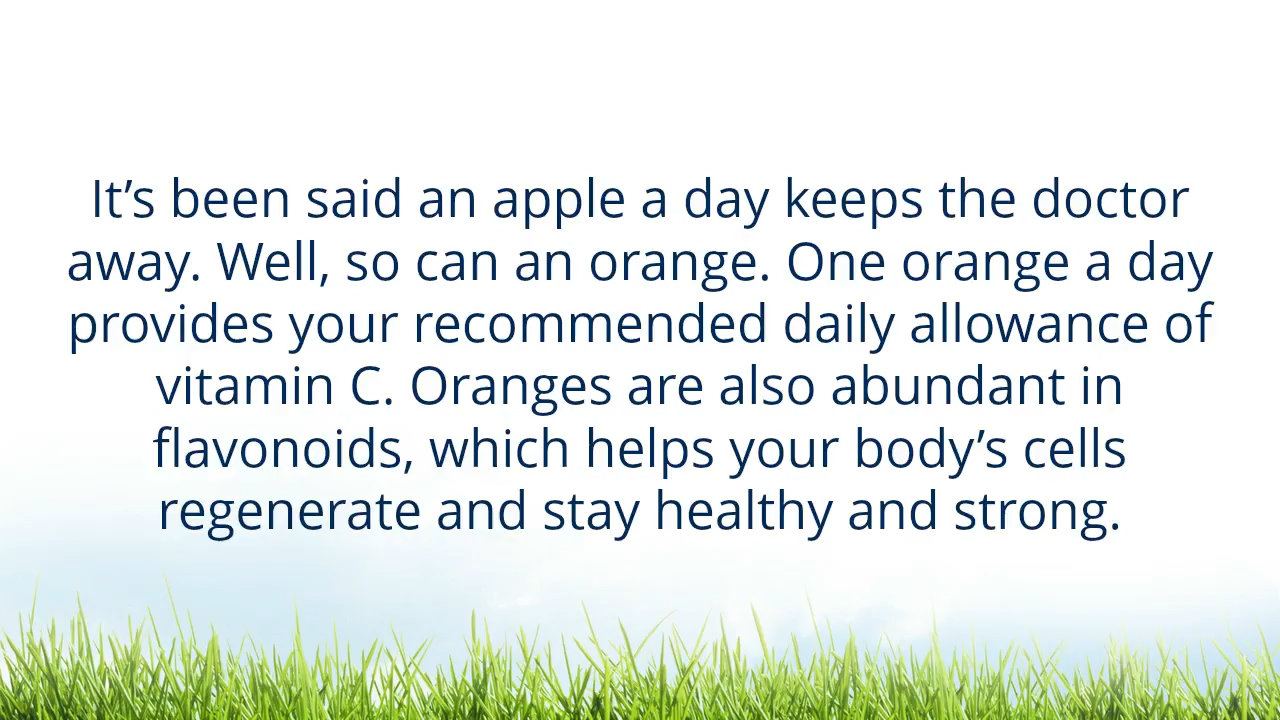 It’s been said an apple a day keeps the doctor
away. Well, so can an orange. One orange a day
provides your recommended daily allowance of
vitamin C. Oranges are also abundant in
flavonoids, which helps your body’s cells
regenerate and stay healthy and strong.